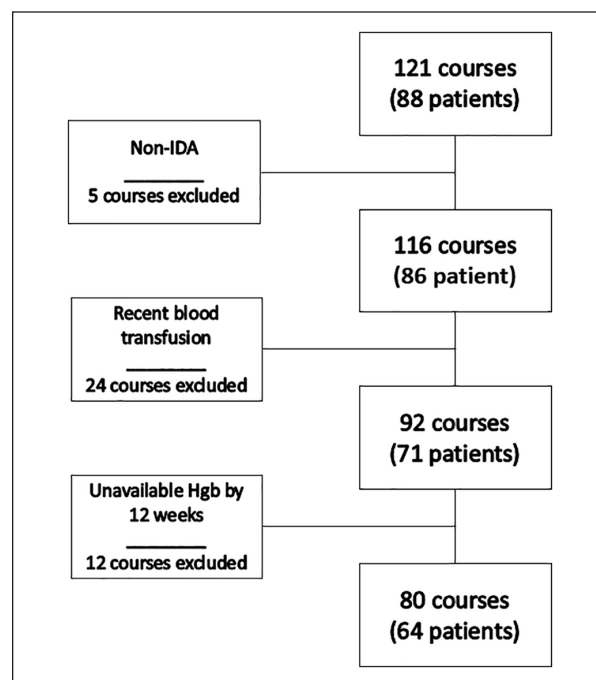 121 courses
(88 patients)
Non-IDA
5 courses excluded
116 courses
(86 patient)
Recent blood
transfusion
24 courses excluded
92 courses
(71 patients)
Unavailable Hgb by
12 weeks
12 courses excluded
80 courses
(64 patients)